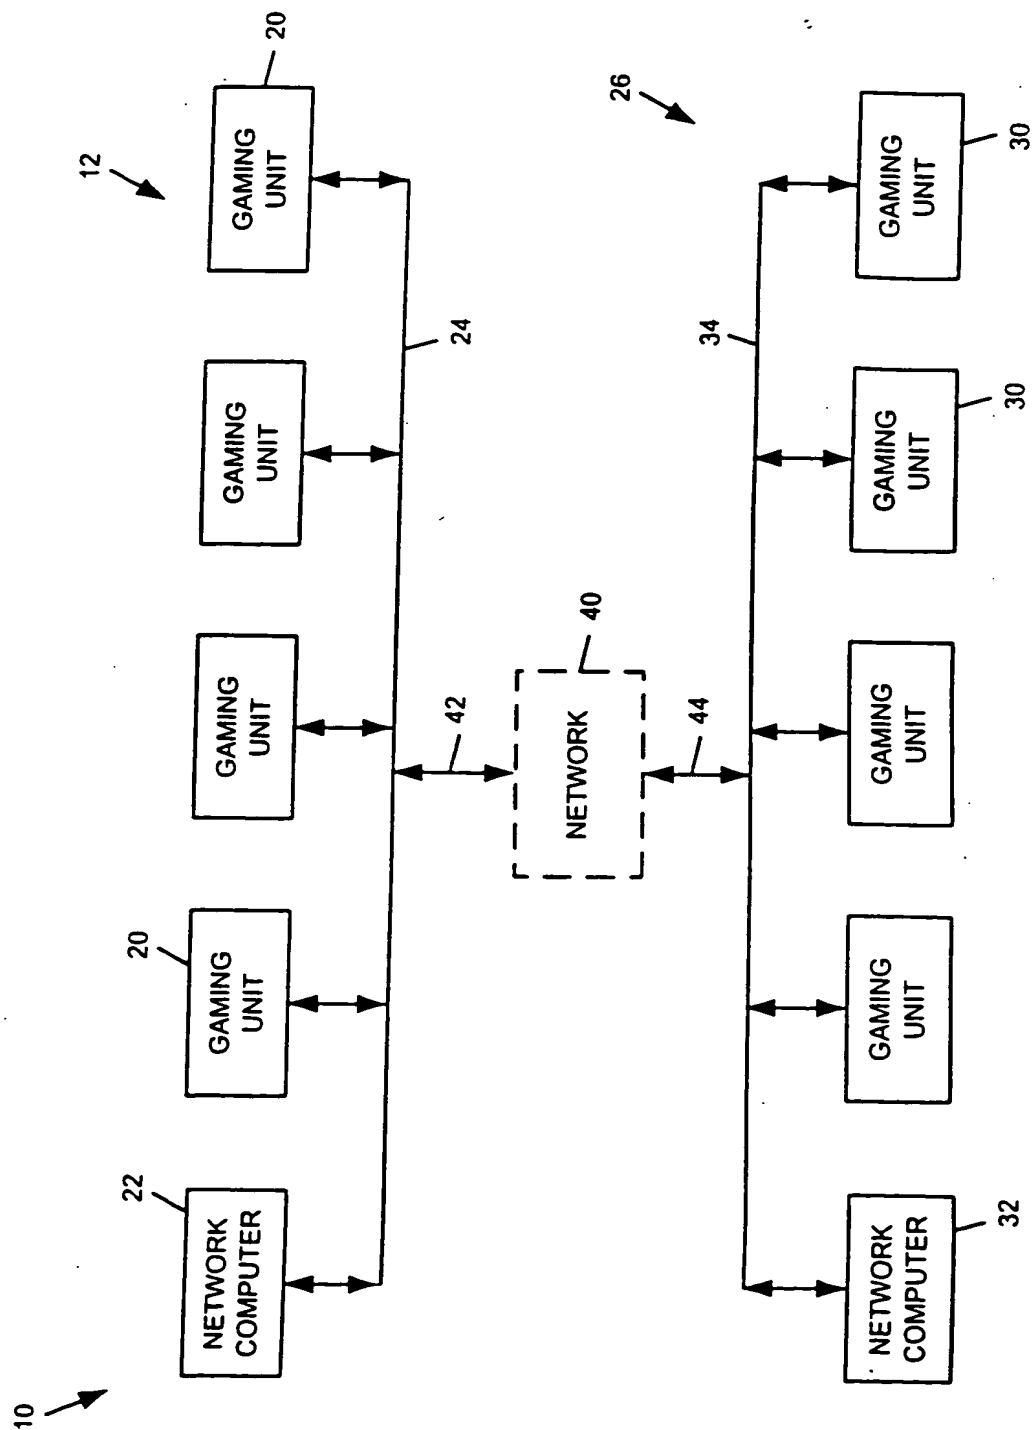 10
12
22
20
20
NETWORK
COMPUTER
GAMING
UNIT
GAMING
UNIT
GAMING
UNIT
GAMING
UNIT
24
42
NETWORK
40
26
44
34
NETWORK
COMPUTER
GAMING
UNIT
GAMING
UNIT
GAMING
UNIT
GAMING
UNIT
32
30
30